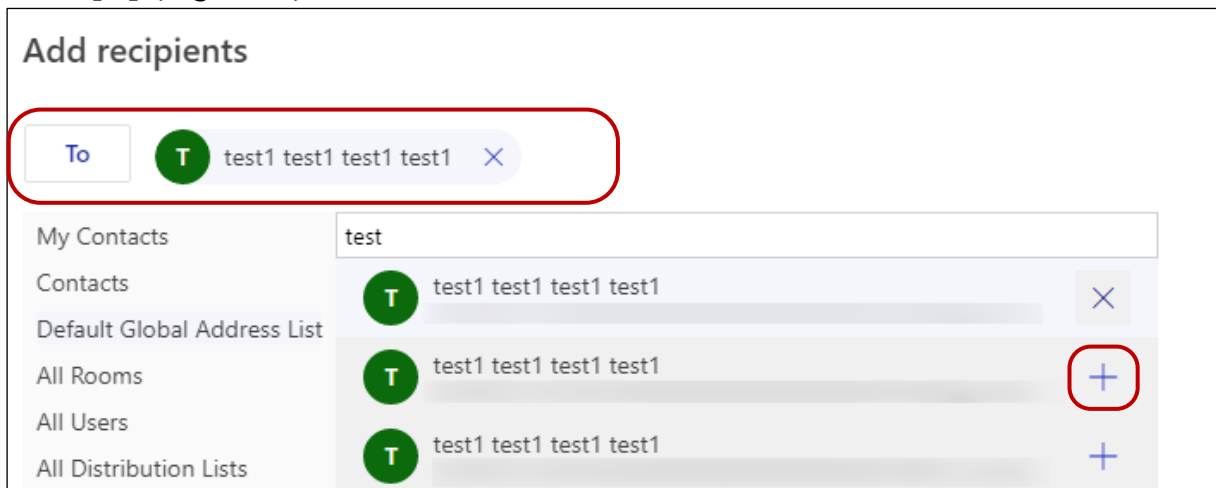 Add recipients
To T test1 test1 test1 test1
My Contacts
Contacts
Default Global Address List
All Rooms
All Users
All Distribution Lists
test
T test1 test1 test1 test1
T test1 test1 test1 test1
T test1 test1 test1 test1